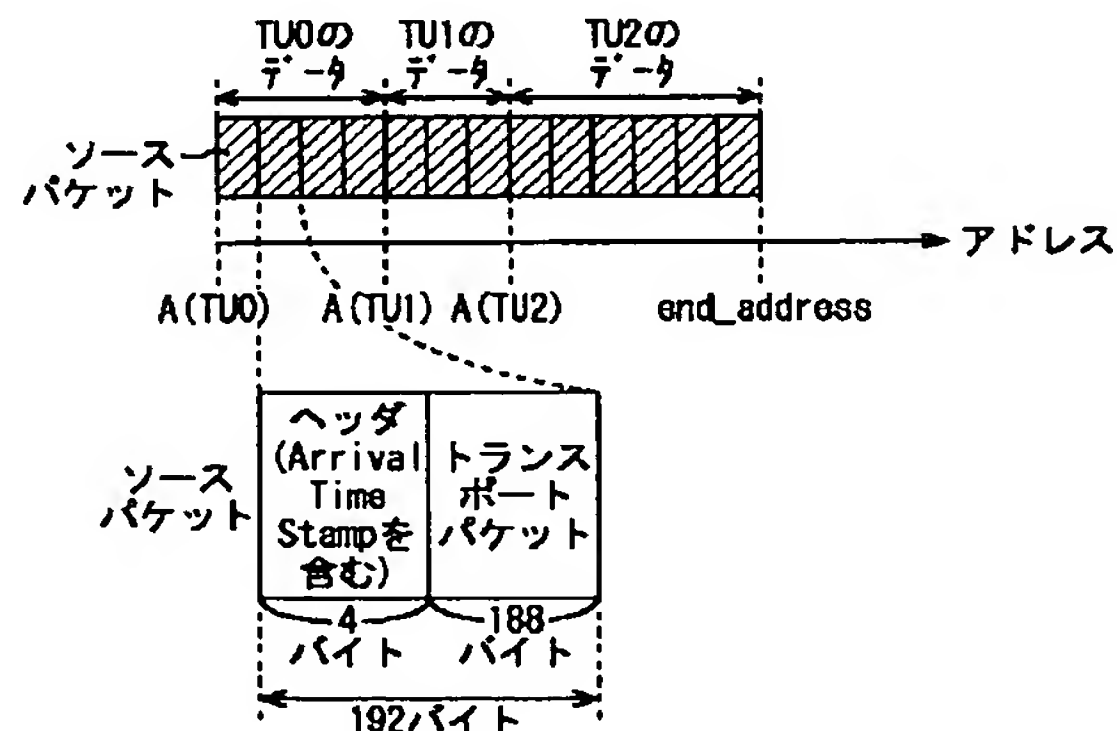 TU0の TU1の TU2の
データ データ データ
ソース
パケット
アドレス
A(TU0) A(TU1) A(TU2) end_address
ヘッダ
(Arrival
Time
Stampを
含む)
トランス
ポート
パケット
ソース
パケット
4
バイト
188
バイト
192バイト